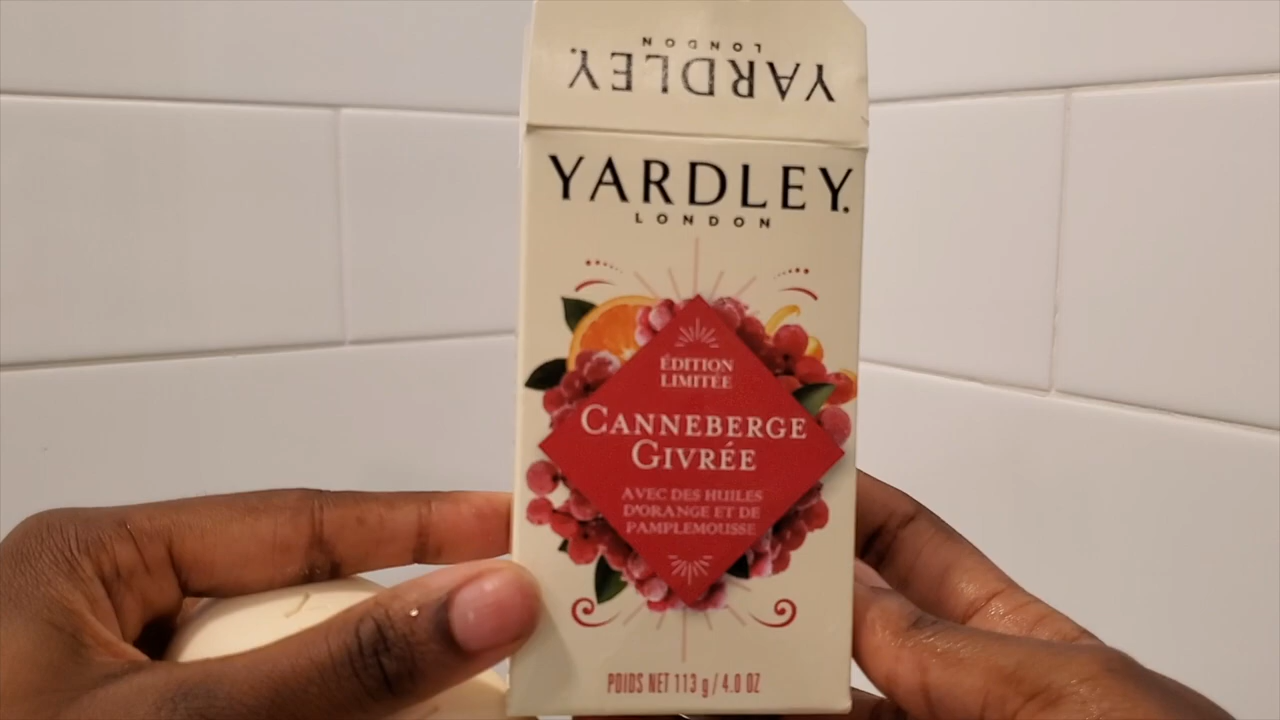 YARDLEY
LONDON
YARDLEY.
LONDON
ÉDITION
LIMITÉE
CANNEBERGE
GIVRÉE
AVEC DES HUILES
D'ORANGE ET DE
PAMPLEMOUSSE
POIDS NET 113 g / 4.0 OZ